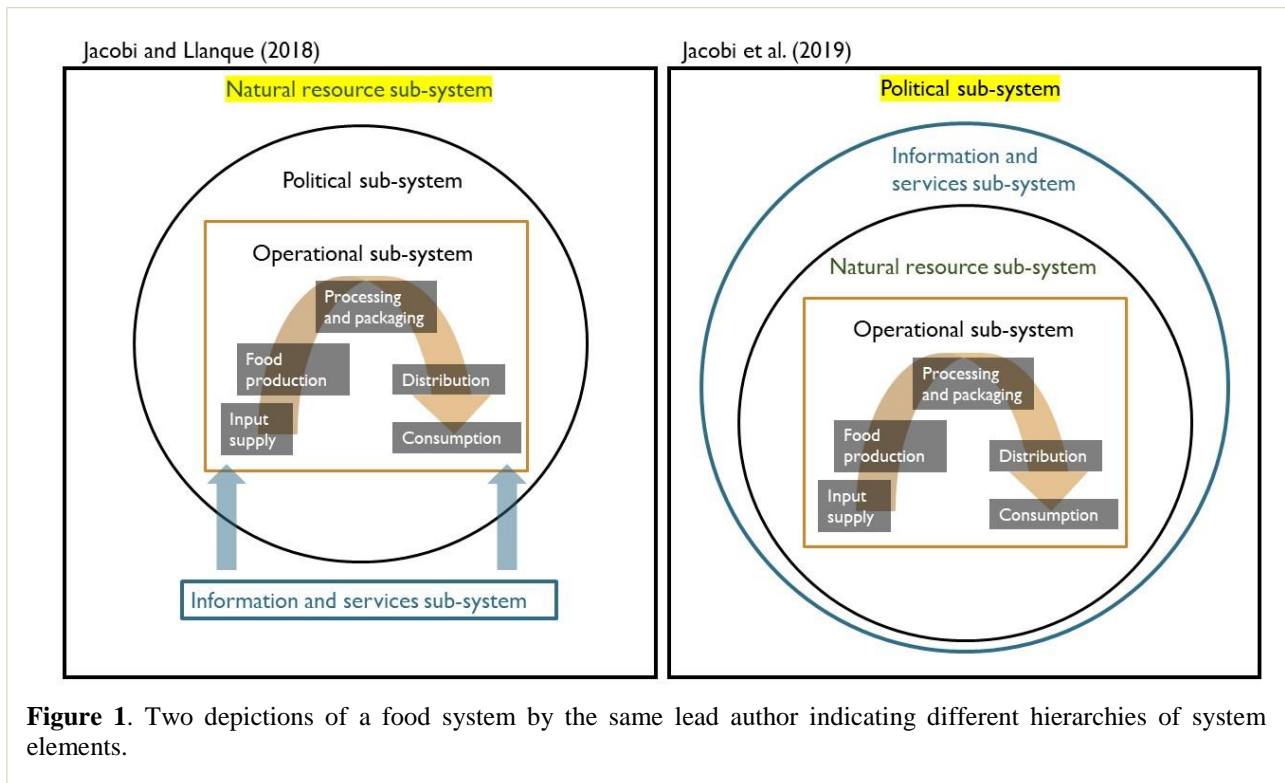 Jacobi and Llanque (2018)
Natural resource sub-system
Political sub-system
Operational sub-system
Processing
and packaging
Food
production
Distribution
Input
supply
Consumption
Information and services sub-system
Jacobi et al. (2019)
Political sub-system
Information and
services sub-system
Natural resource sub-system
Operational sub-system
Processing
and packaging
Food
production
Distribution
Input
supply
Consumption
Figure 1. Two depictions of a food system by the same lead author indicating different hierarchies of system
elements.